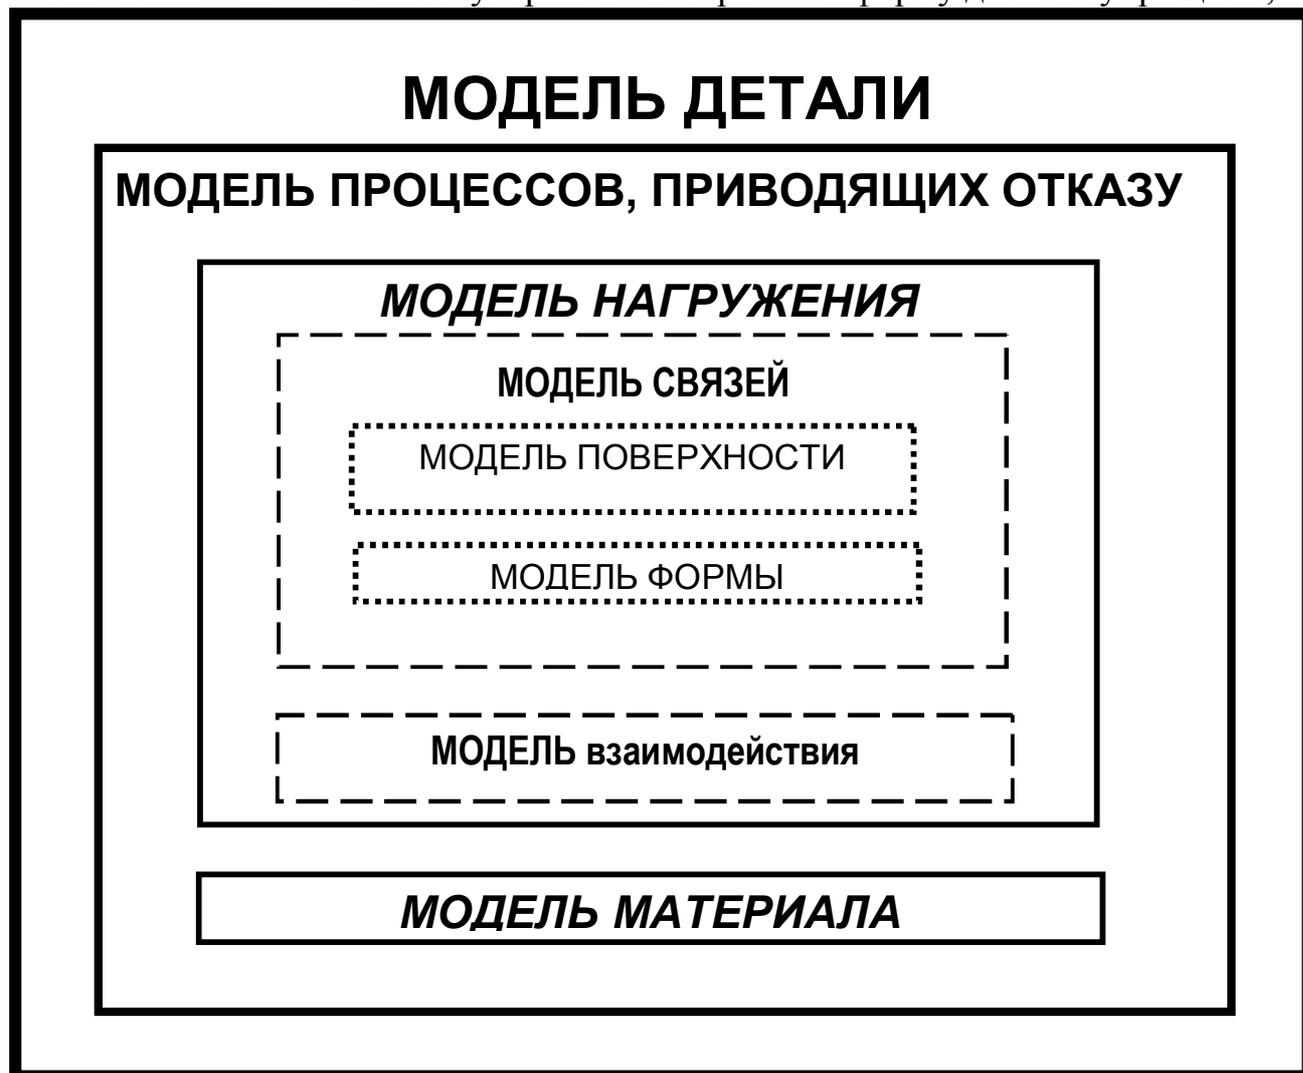 МОДЕЛЬ ДЕТАЛИ
МОДЕЛЬ ПРОЦЕССОВ, ПРИВОДЯЩИХ ОТКАЗУ
МОДЕЛЬ НАГРУЖЕНИЯ
МОДЕЛЬ СВЯЗЕЙ
МОДЕЛЬ ПОВЕРХНОСТИ
МОДЕЛЬ ФОРМЫ
МОДЕЛЬ взаимодействия
МОДЕЛЬ МАТЕРИАЛА